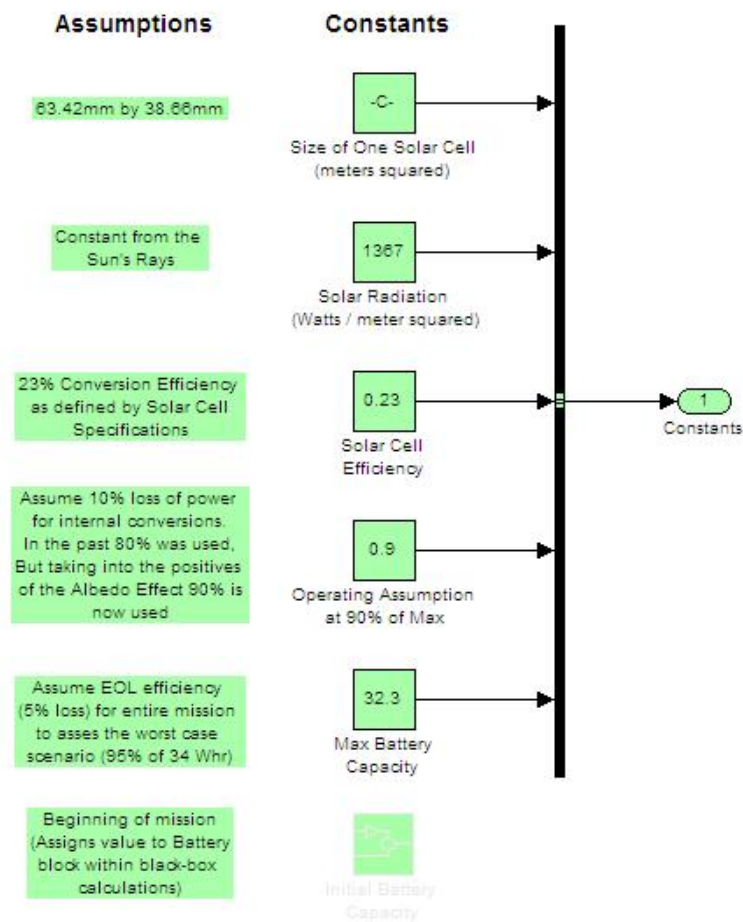 Assumptions
Constants
63.42mm by 38.66mm
-C-
Size of One Solar Cell
(meters squared)
Constant from the
Sun's Rays
1367
Solar Radiation
(Watts / meter squared)
23% Conversion Efficiency
as defined by Solar Cell
Specifications
0.23
Solar Cell
Efficiency
1
Constants
Assume 10% loss of power
for internal conversions.
In the past 80% was used,
But taking into the positives
of the Albedo Effect 90% is
now used
0.9
Operating Assumption
at 90% of Max
Assume EOL efficiency
(5% loss) for entire mission
to asses the worst case
scenario (95% of 34 Whr)
32.3
Max Battery
Capacity
Beginning of mission
(Assigns value to Battery
block within black-box
calculations)
Initial Battery
Capacity